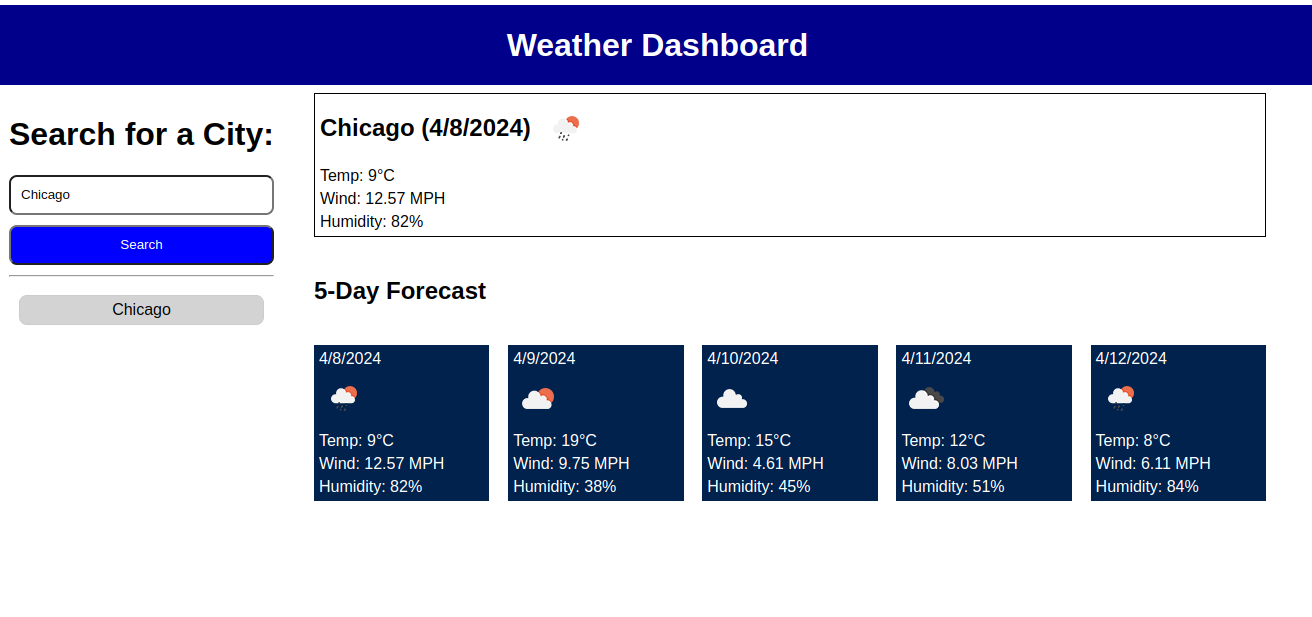 Weather Dashboard
Search for a City:
Chicago
Search
Chicago
Chicago (4/8/2024)
Temp: 9°C
Wind: 12.57 MPH
Humidity: 82%
5-Day Forecast
4/8/2024
Temp: 9°C
Wind: 12.57 MPH
Humidity: 82%
4/9/2024
Temp: 19°C
Wind: 9.75 MPH
Humidity: 38%
4/10/2024
Temp: 15°C
Wind: 4.61 MPH
Humidity: 45%
4/11/2024
Temp: 12°C
Wind: 8.03 MPH
Humidity: 51%
4/12/2024
Temp: 8°C
Wind: 6.11 MPH
Humidity: 84%